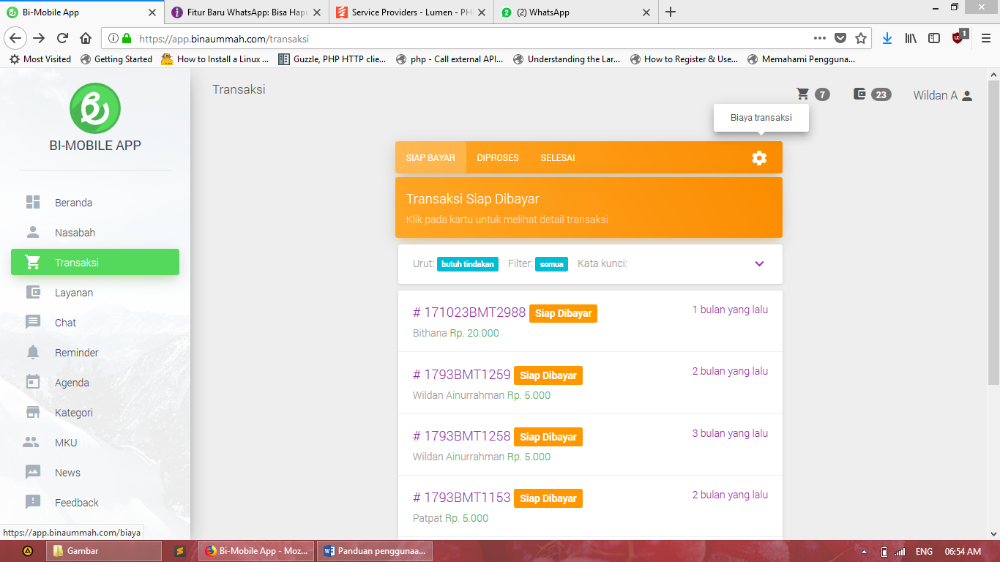 Bi-Mobile App
Fitur Baru WhatsApp: Bisa Hapu
Service Providers - Lumen - PH
(2) WhatsApp
https://app.binaummah.com/transaksi
1
Most Visited
Getting Started
How to Install a Linux ...
Guzzle, PHP HTTP clie...
php - Call external API...
Understanding the Lar...
How to Register & Use...
Memahami Pengguna...
BI-MOBILE APP
Beranda
Nasabah
Transaksi
Layanan
Chat
Reminder
Agenda
Kategori
MKU
News
Feedback
https://app.binaummah.com/biaya
Transaksi
7
23
Wildan A
Biaya transaksi
SIAP BAYAR
DIPROSES
SELESAI
Transaksi Siap Dibayar
Klik pada kartu untuk melihat detail transaksi
Urut: butuh tindakan Filter: semua Kata kunci:
# 171023BMT2988 Siap Dibayar
1 bulan yang lalu
Bithana Rp. 20.000
# 1793BMT1259 Siap Dibayar
2 bulan yang lalu
Wildan Ainurrahman Rp. 5.000
# 1793BMT1258 Siap Dibayar
3 bulan yang lalu
Wildan Ainurrahman Rp. 5.000
# 1793BMT1153 Siap Dibayar
2 bulan yang lalu
Patpat Rp. 5.000
Gambar
Bi-Mobile App - Moz...
Panduan penggunaa...
ENG
06:54 AM